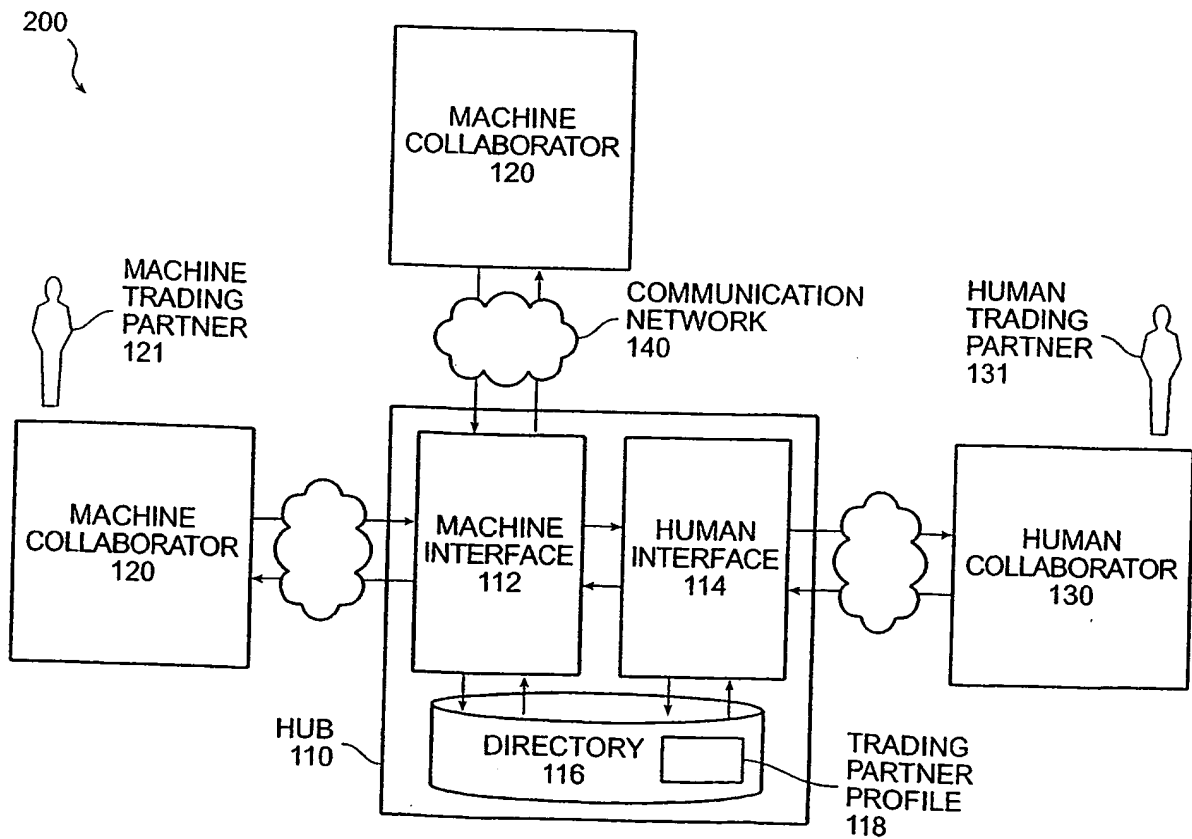 200
MACHINE
COLLABORATOR
120
MACHINE
TRADING
PARTNER
121
COMMUNICATION
NETWORK
140
HUMAN
TRADING
PARTNER
131
MACHINE
COLLABORATOR
120
MACHINE
INTERFACE
112
HUMAN
INTERFACE
114
HUMAN
COLLABORATOR
130
HUB
110
DIRECTORY
116
TRADING
PARTNER
PROFILE
118